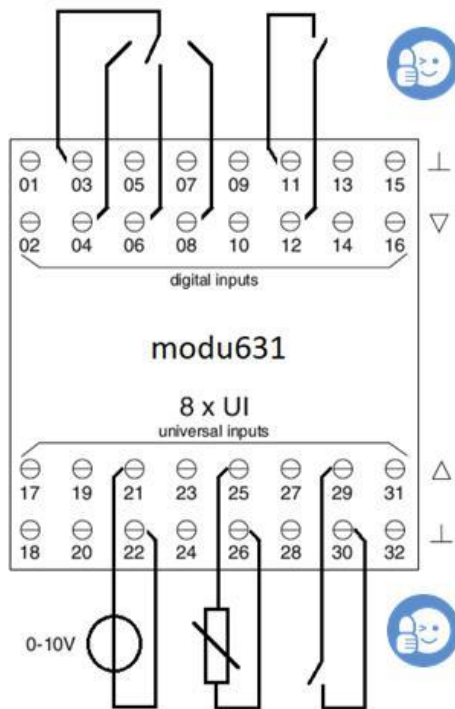 01 03 05 07 09 11 13 15 ⊥
02 04 06 08 10 12 14 16 ▽
digital inputs
modu631
8 x UI
universal inputs
17 19 21 23 25 27 29 31 △
18 20 22 24 26 28 30 32 ⊥
0-10V